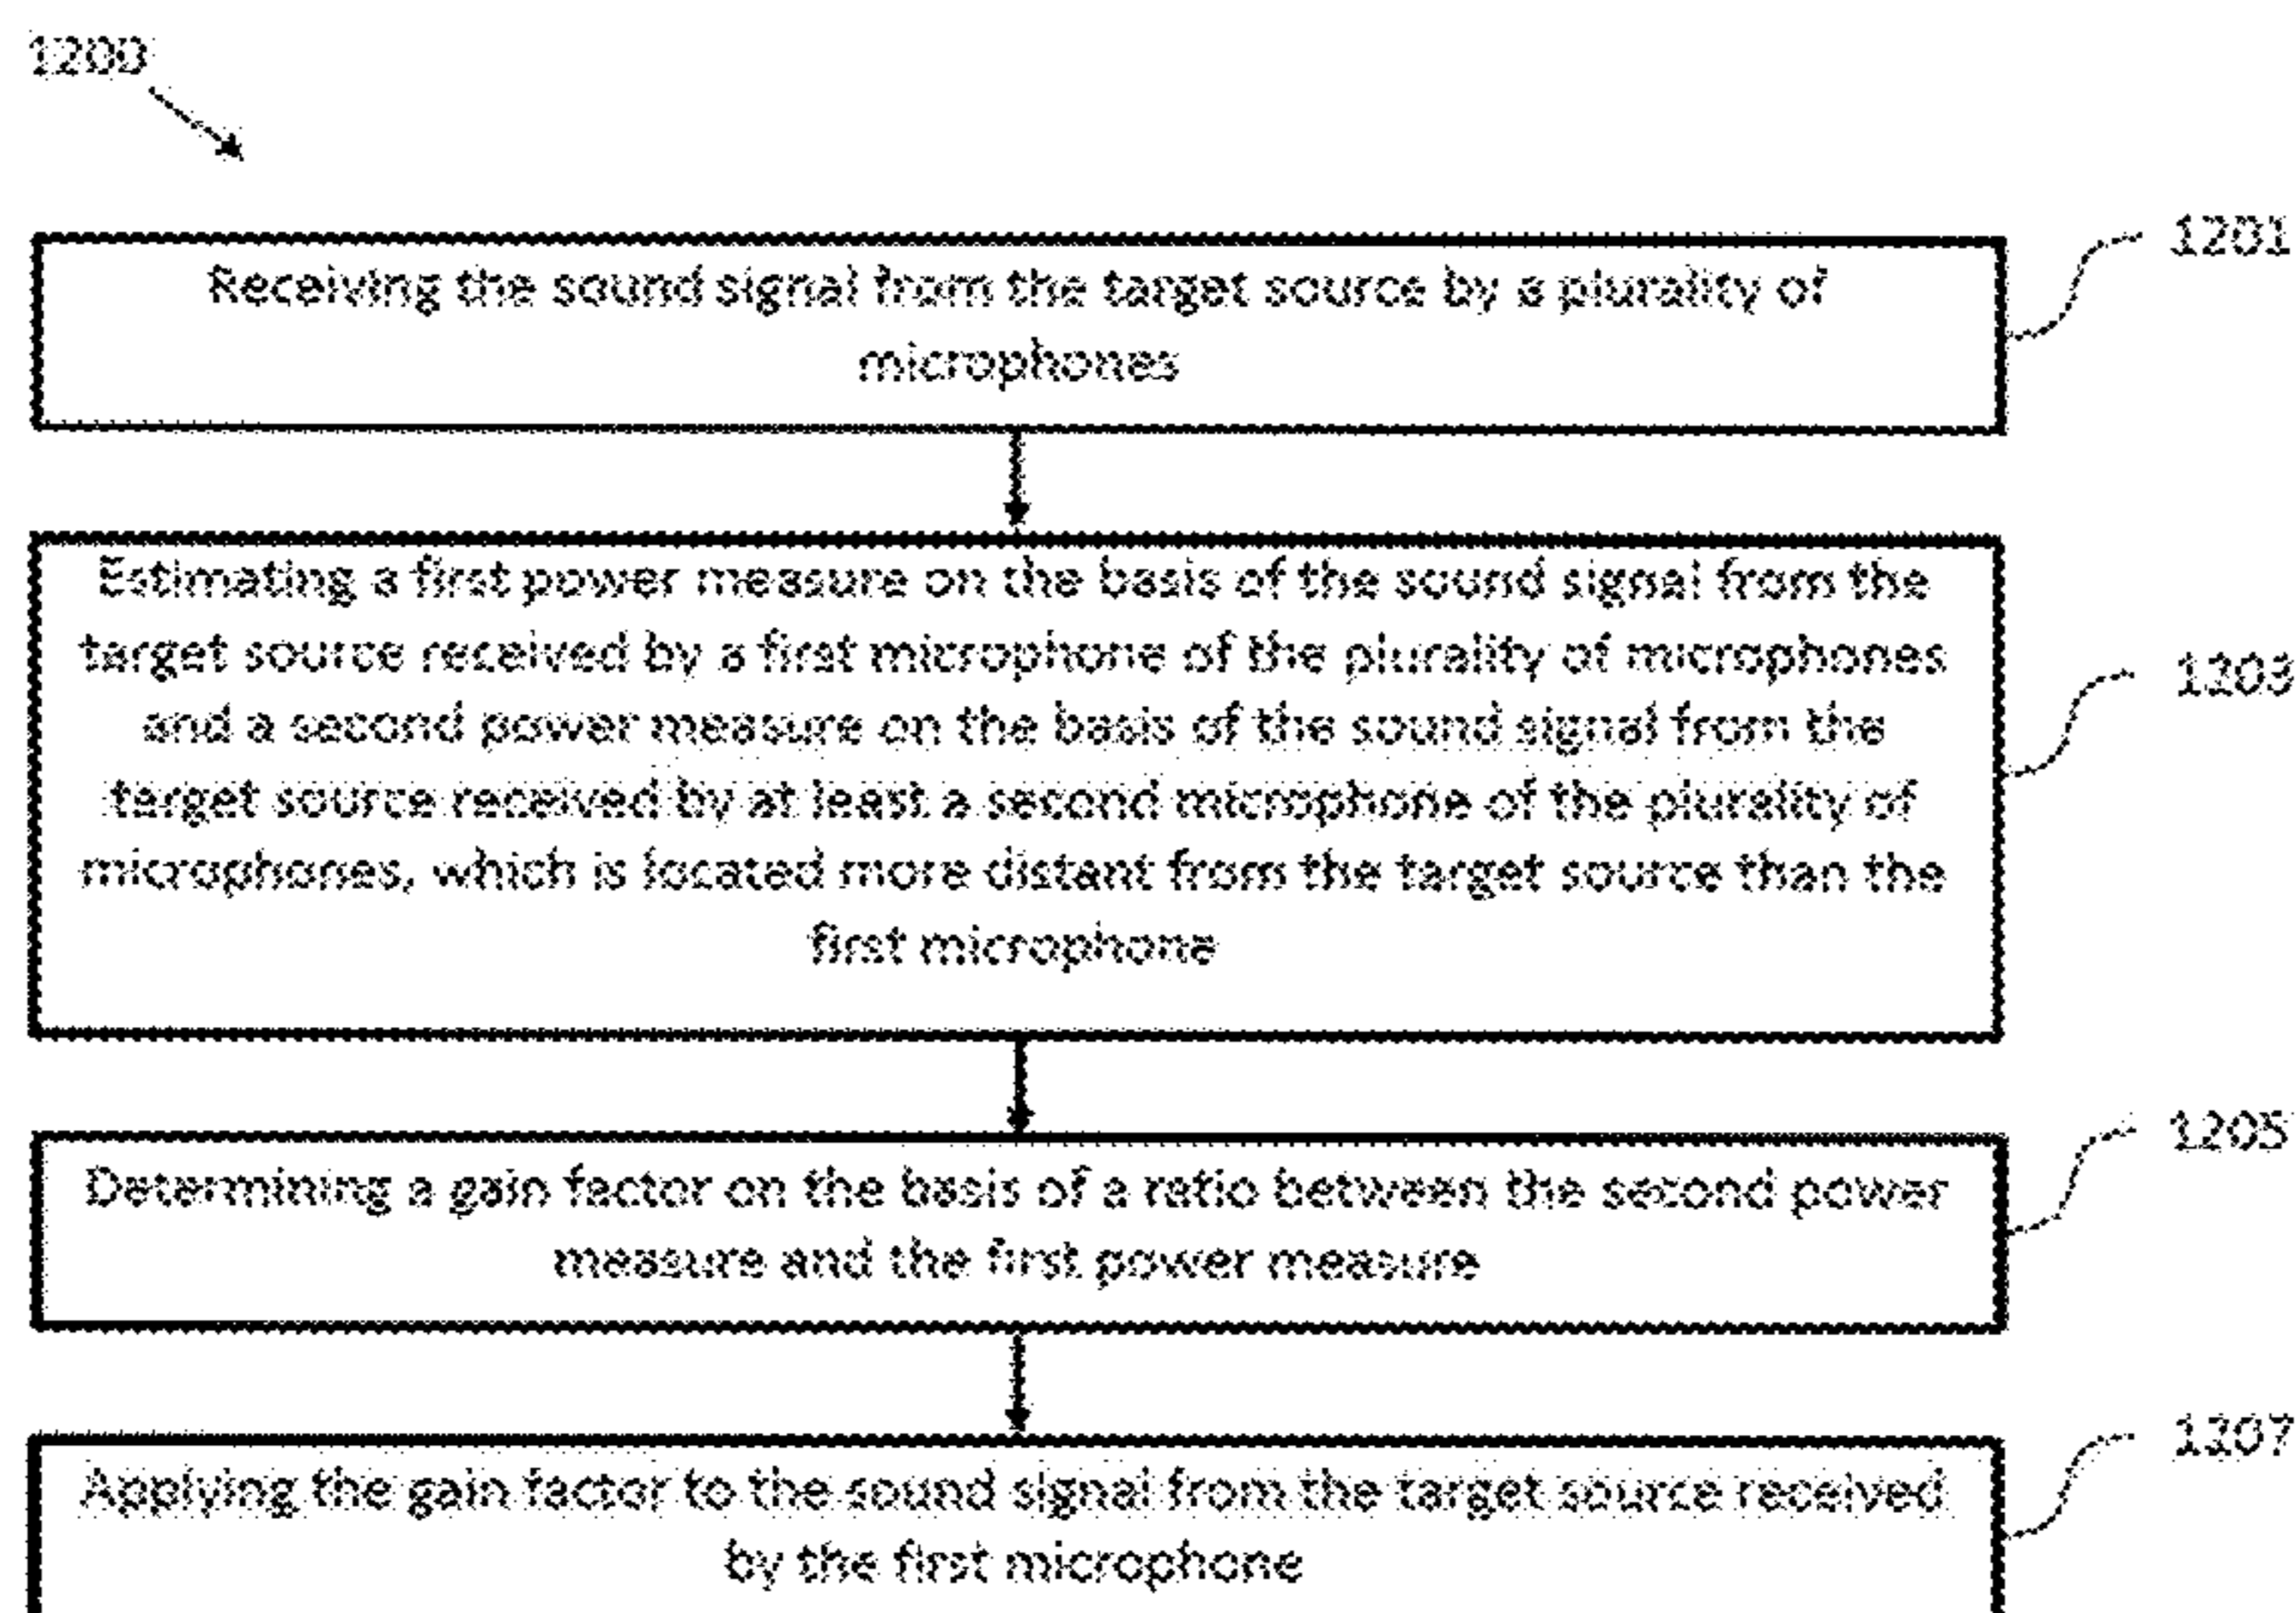 1200
1201
Receiving the sound signal from the target source by a plurality of
microphones
Estimating a first power measure on the basis of the sound signal from the
target source received by a first microphone of the plurality of microphones
1203
and a second power measure on the basis of the sound signal from the
target source received by at least a second microphone of the plurality of
microphones, which is located more distant from the target source than the
first microphone
1205
Determining a gain factor on the basis of a ratio between the second power
measure and the first power measure
1207
Applying the gain factor to the sound signal from the target source received
by the first microphone